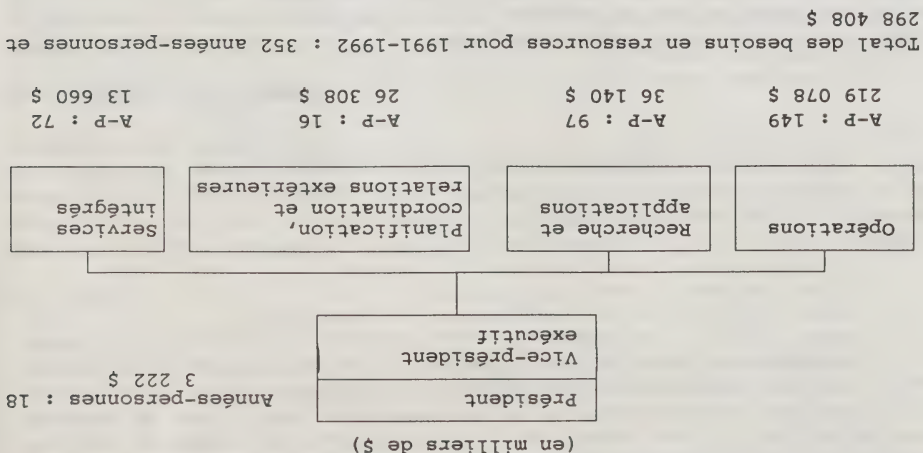 (en milliers de $)
Président
Vice-président
exécutif
Années-personnes : 18
3 222 $
Opérations
Recherche et
applications
Planification,
coordination et
relations extérieures
Services
intégrés
A-P : 149
219 078 $
A-P : 97
36 140 $
A-P : 16
26 308 $
A-P : 72
13 660 $
Total des besoins en ressources pour 1991-1992 : 352 années-personnes et
298 408 $